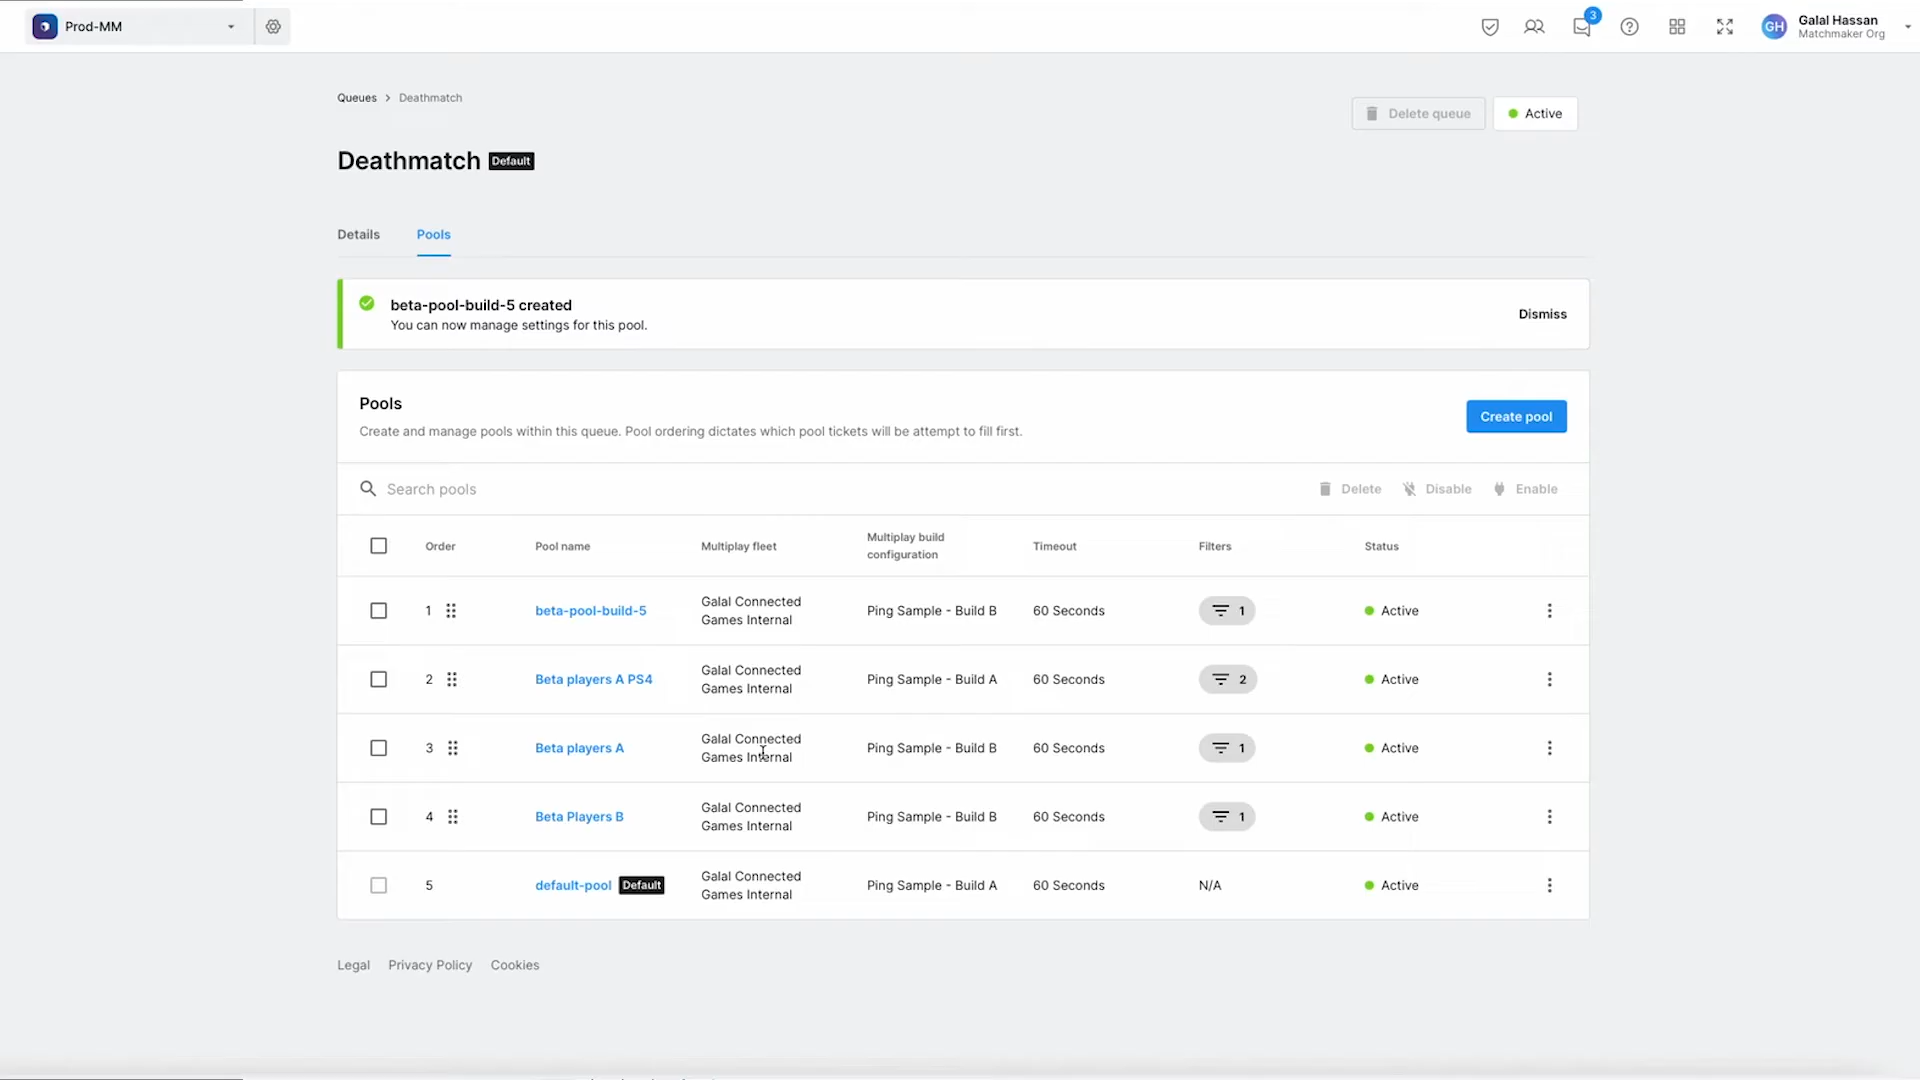 Prod-MM
3
GH
Galal Hassan
Matchmaker Org
Queues > Deathmatch
Delete queue
Active
Deathmatch Default
Details
Pools
beta-pool-build-5 created
You can now manage settings for this pool.
Dismiss
Pools
Create and manage pools within this queue. Pool ordering dictates which pool tickets will be attempt to fill first.
Create pool
Search pools
Delete
Disable
Enable
Order
Pool name
Multiplay fleet
Multiplay build
configuration
Timeout
Filters
Status
1
beta-pool-build-5
Galal Connected
Games Internal
Ping Sample - Build B
60 Seconds
1
Active
2
Beta players A PS4
Galal Connected
Games Internal
Ping Sample - Build A
60 Seconds
2
Active
3
Beta players A
Galal Connected
Games Internal
Ping Sample - Build B
60 Seconds
1
Active
4
Beta Players B
Galal Connected
Games Internal
Ping Sample - Build B
60 Seconds
1
Active
5
default-pool Default
Galal Connected
Games Internal
Ping Sample - Build A
60 Seconds
N/A
Active
Legal
Privacy Policy
Cookies